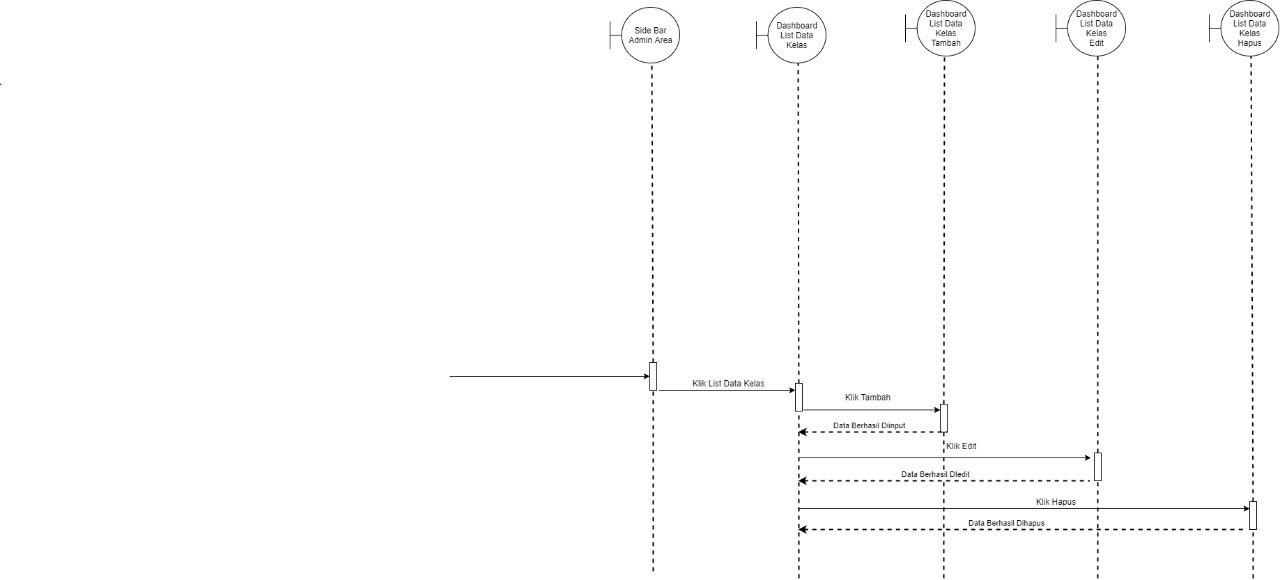 Side Bar
Admin Area
Dashboard
List Data
Kelas
Dashboard
List Data
Kelas
Tambah
Dashboard
List Data
Kelas
Edit
Dashboard
List Data
Kelas
Hapus
Klik List Data Kelas
Klik Tambah
Data Berhasil Diinput
Klik Edit
Data Berhasil DIedit
Klik Hapus
Data Berhasil Dihapus